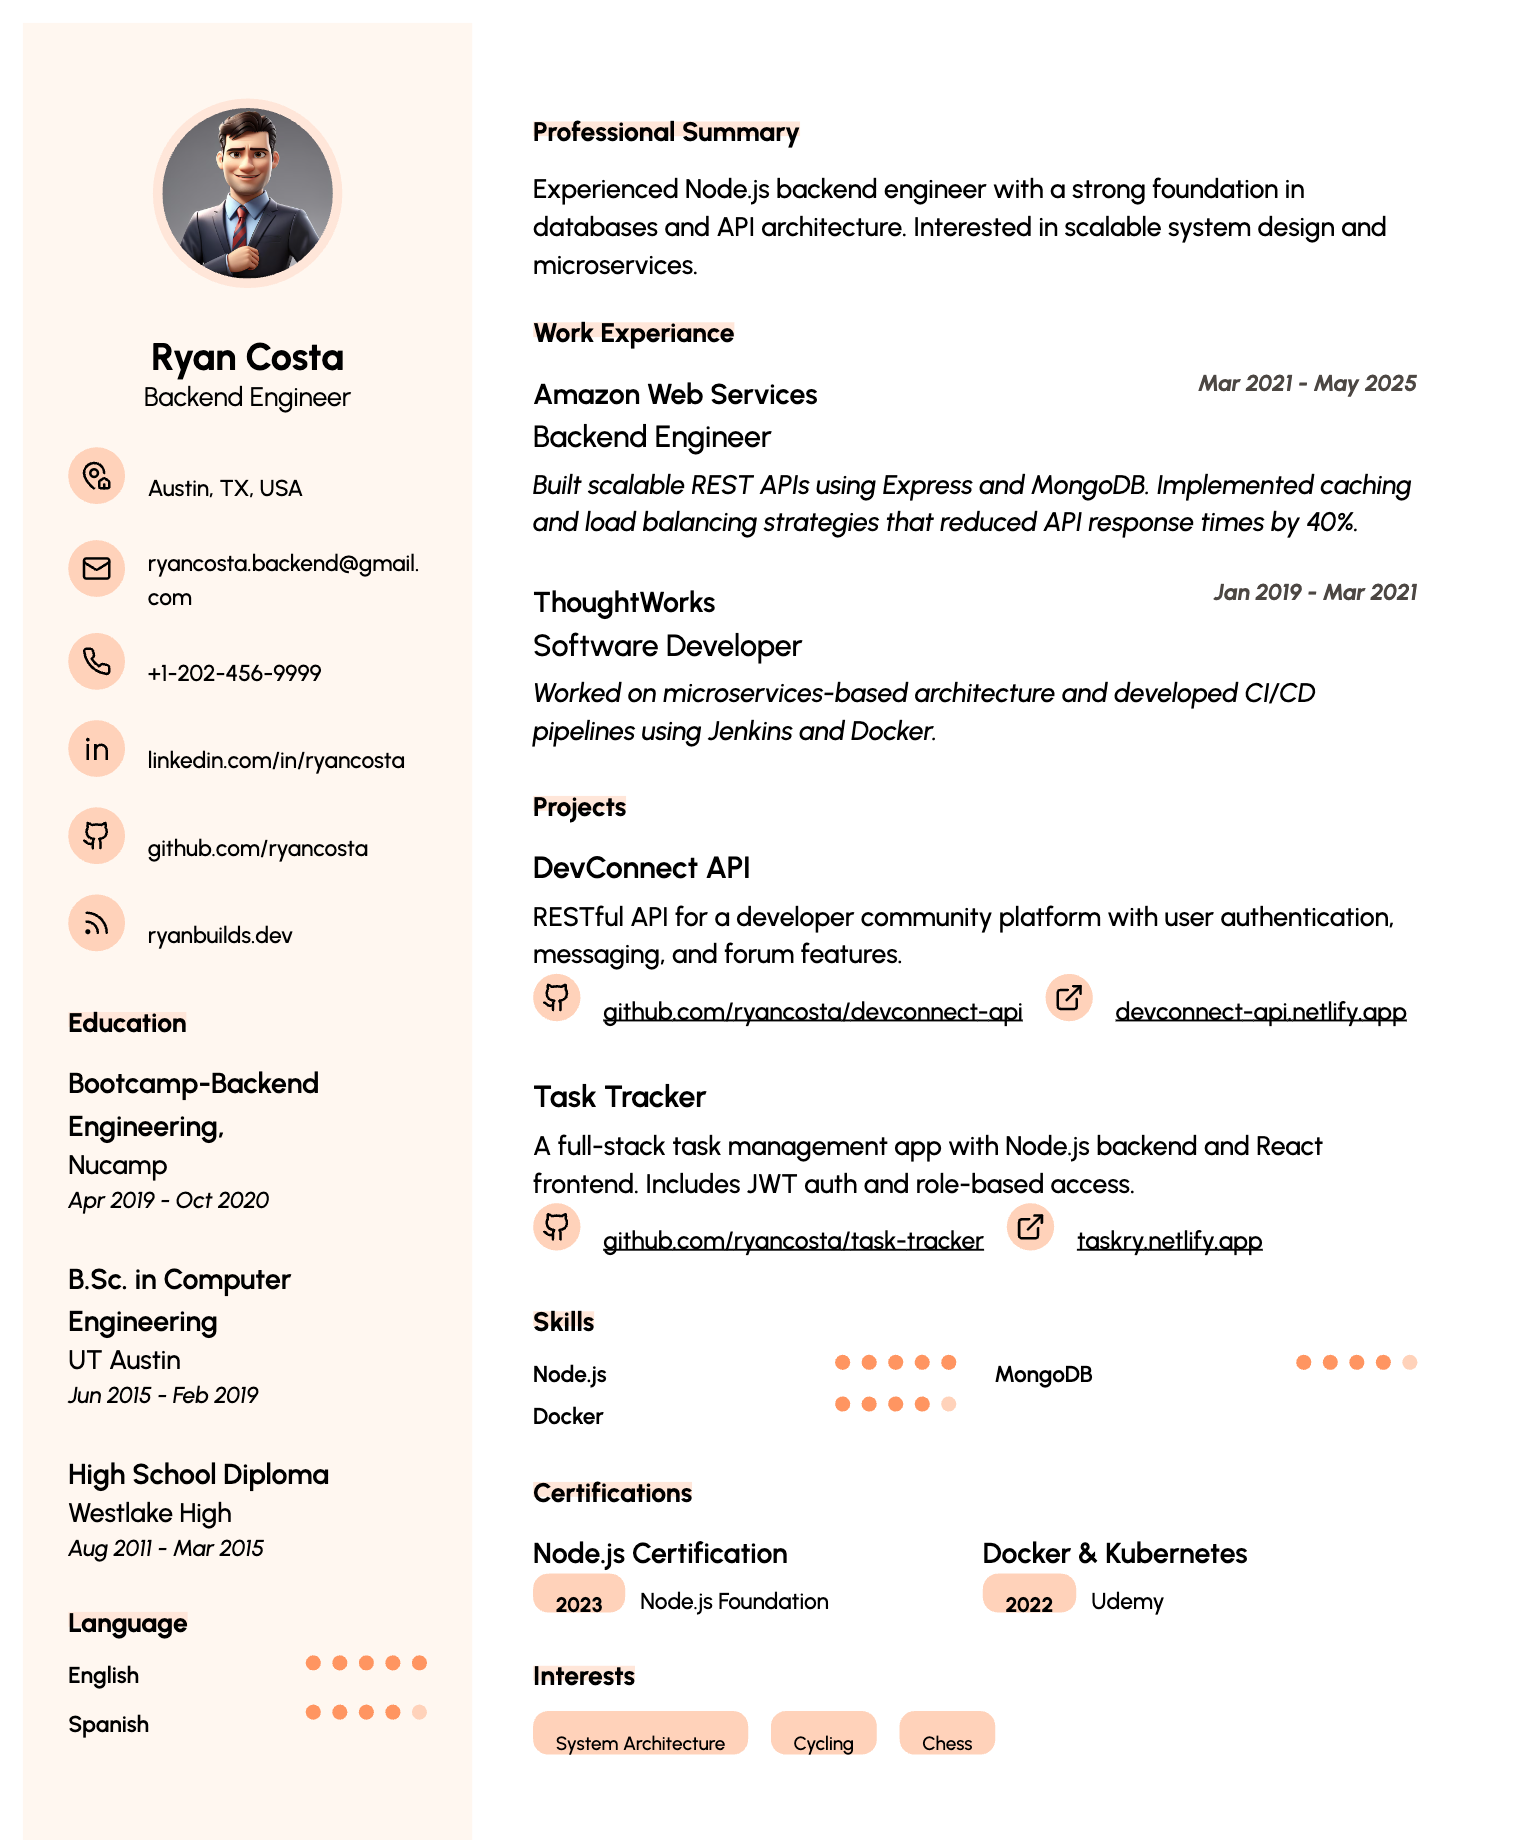 Ryan Costa
Backend Engineer
Austin, TX, USA
ryancosta.backend@gmail.
com
+1-202-456-9999
in
linkedin.com/in/ryancosta
github.com/ryancosta
ryanbuilds.dev
Education
Bootcamp-Backend
Engineering,
Nucamp
Apr 2019 - Oct 2020
B.Sc. in Computer
Engineering
UT Austin
Jun 2015 - Feb 2019
High School Diploma
Westlake High
Aug 2011 - Mar 2015
Language
English
Spanish
Professional Summary
Experienced Node.js backend engineer with a strong foundation in
databases and API architecture. Interested in scalable system design and
microservices.
Work Experiance
Amazon Web Services
Mar 2021 - May 2025
Backend Engineer
Built scalable REST APIs using Express and MongoDB. Implemented caching
and load balancing strategies that reduced API response times by 40%.
ThoughtWorks
Jan 2019 - Mar 2021
Software Developer
Worked on microservices-based architecture and developed CI/CD
pipelines using Jenkins and Docker.
Projects
DevConnect API
RESTful API for a developer community platform with user authentication,
messaging, and forum features.
github.com/ryancosta/devconnect-api devconnect-api.netlify.app
Task Tracker
A full-stack task management app with Node.js backend and React
frontend. Includes JWT auth and role-based access.
github.com/ryancosta/task-tracker taskry.netlify.app
Skills
Node.js MongoDB
Docker
Certifications
Node.js Certification
2023 Node.js Foundation
Docker & Kubernetes
2022 Udemy
Interests
System Architecture Cycling Chess